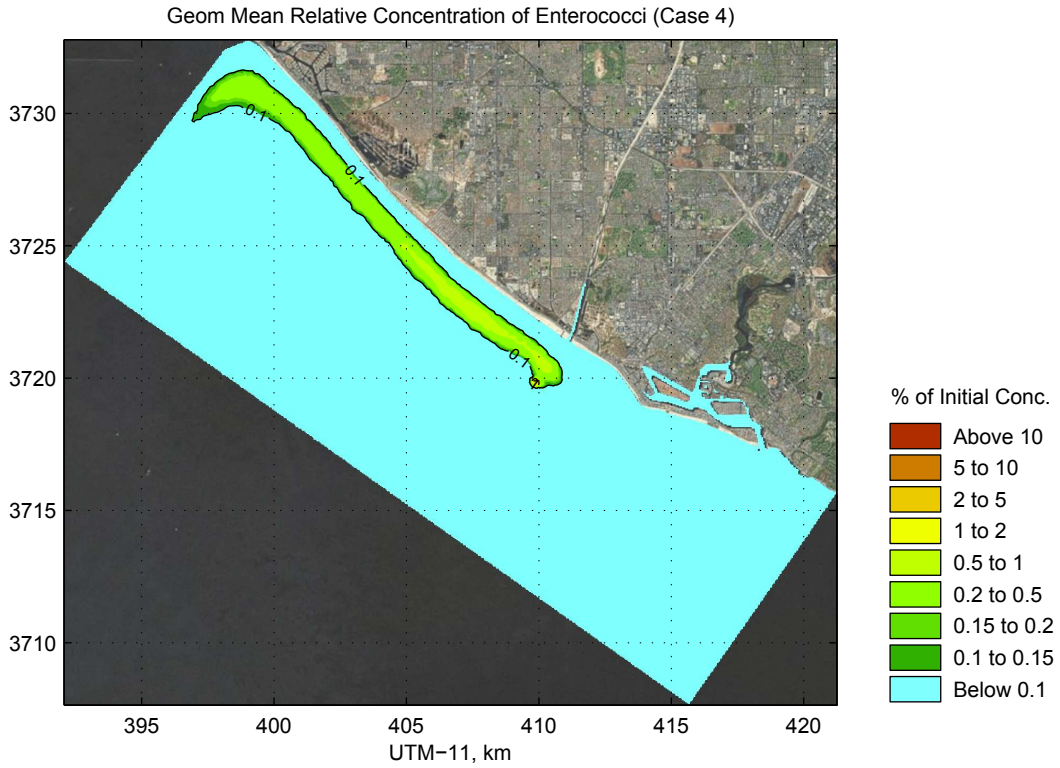 Geom Mean Relative Concentration of Enterococci (Case 4)
3730
3725
3720
3715
3710
0.1
0.1
0.1
2
395
400
405
410
415
420
UTM−11, km
% of Initial Conc.
Above 10
5 to 10
2 to 5
1 to 2
0.5 to 1
0.2 to 0.5
0.15 to 0.2
0.1 to 0.15
Below 0.1